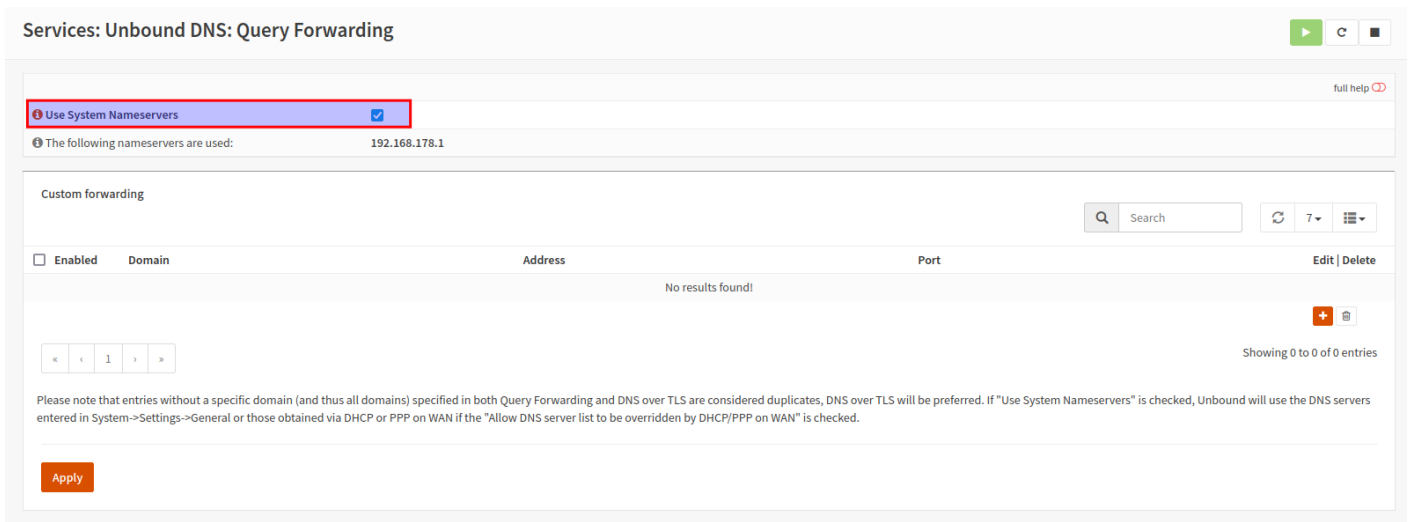 Services: Unbound DNS: Query Forwarding
full help
Use System Nameservers
The following nameservers are used: 192.168.178.1
Custom forwarding
Search 7
Enabled Domain Address Port Edit | Delete
No results found!
« ‹ 1 › »
Showing 0 to 0 of 0 entries
Please note that entries without a specific domain (and thus all domains) specified in both Query Forwarding and DNS over TLS are considered duplicates, DNS over TLS will be preferred. If "Use System Nameservers" is checked, Unbound will use the DNS servers
entered in System->Settings->General or those obtained via DHCP or PPP on WAN if the "Allow DNS server list to be overridden by DHCP/PPP on WAN" is checked.
Apply